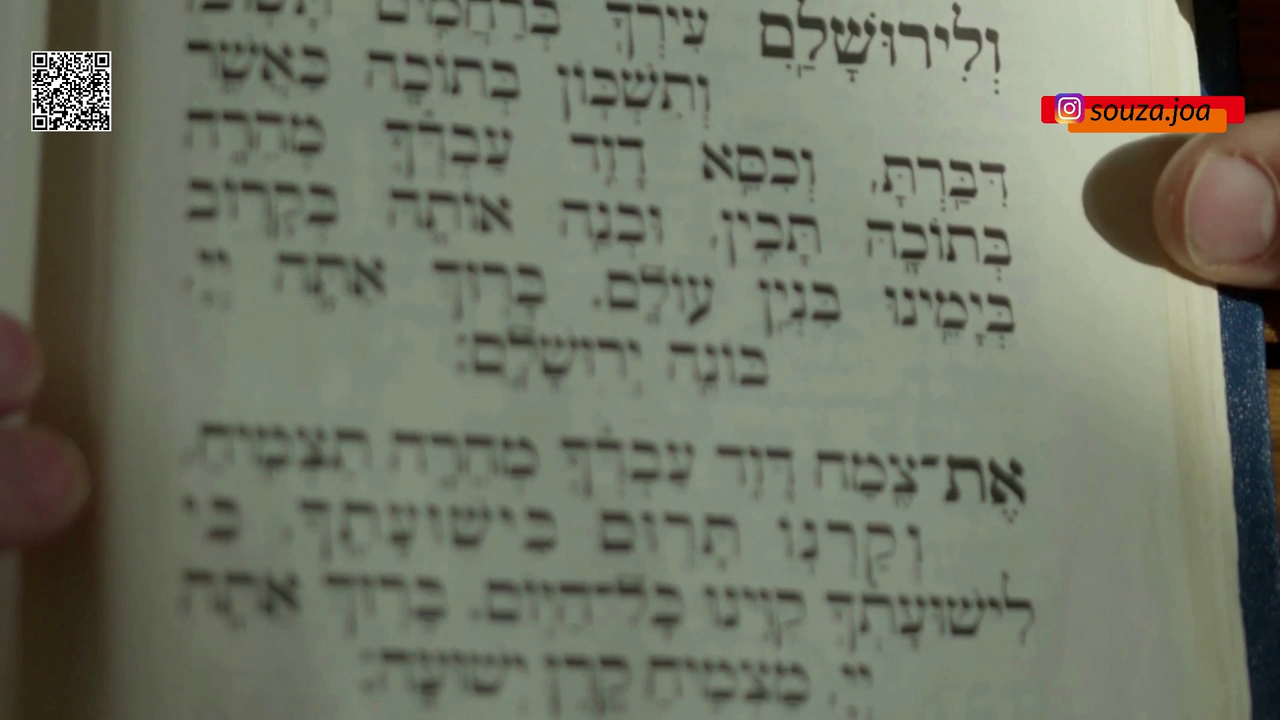 וְלִירוּשָׁלַֽיִם עִירְךָ בְּרַחֲמִים תָּשׁוּב,
וְתִשְׁכּוֹן בְּתוֹכָהּ כַּאֲשֶׁר
דִּבַּֽרְתָּ, וְכִסֵּא דָוִד עַבְדְּךָ מְהֵרָה
בְּתוֹכָהּ תָּכִין, וּבְנֵה אוֹתָהּ בְּקָרוֹב
בְּיָמֵֽינוּ בִּנְיַן עוֹלָם. בָּרוּךְ אַתָּה יְיָ,
בּוֹנֵה יְרוּשָׁלָֽיִם:
אֶת־צֶֽמַח דָּוִד עַבְדְּךָ מְהֵרָה תַצְמִֽיחַ,
וְקַרְנוֹ תָּרוּם בִּישׁוּעָתֶֽךָ, כִּי
לִישׁוּעָתְךָ קִוִּֽינוּ כָּל־הַיּוֹם. בָּרוּךְ אַתָּה
יְיָ, מַצְמִֽיחַ קֶֽרֶן יְשׁוּעָה:
souza.joa